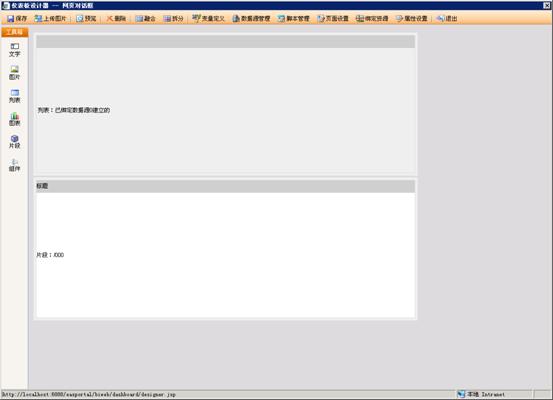 仪表板设计器 -- 网页对话框
保存 上传图片 预览 删除 融合 拆分 变量定义 数据源管理 脚本管理 页面设置 绑定资源 属性设置 退出
工具箱
文字
图片
列表
图表
片段
组件
列表：已绑定数据源0建立的
标题
片段：/000
http://localhost:6888/easportal/biweb/dashboard/designer.jsp
本地 Intranet